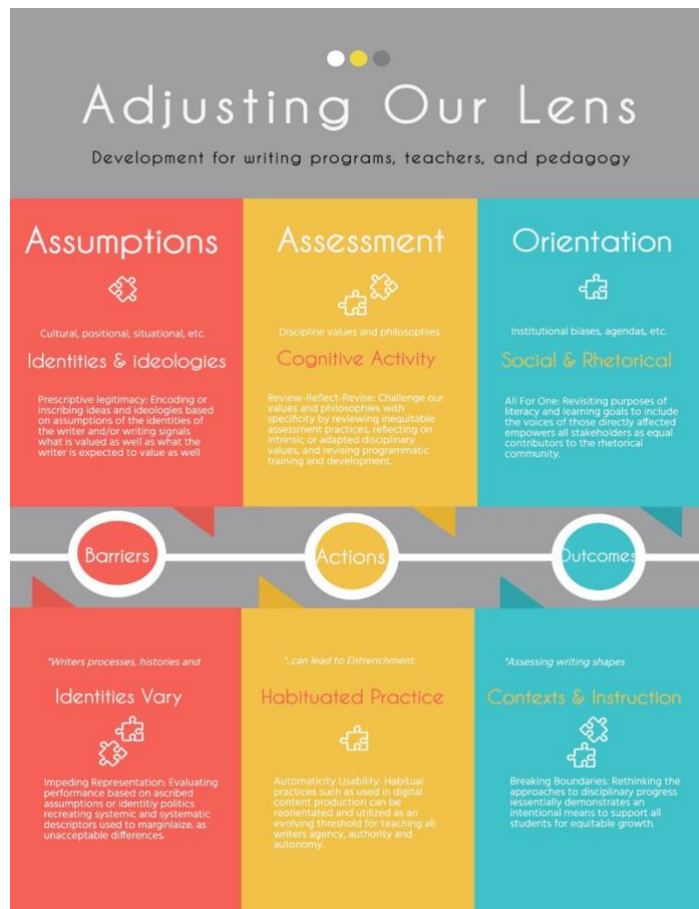 Adjusting Our Lens
Development for writing programs, teachers, and pedagogy
Assumptions
Cultural, positional, situational, etc.
Identities & ideologies
Prescriptive legitimacy: Encoding or
inscribing ideas and ideologies based
on assumptions of the identities of
the writer and/or writing signals
what is valued as well as what the
writer is expected to value as well
Assessment
Discipline values and philosophies
Cognitive Activity
Review-Reflect-Revise: Challenge our
values and philosophies with
specificity by reviewing inequitable
assessment practices, reflecting on
intrinsic or adapted disciplinary
values, and revising programmatic
training and development.
Orientation
Institutional biases, agendas, etc.
Social & Rhetorical
All For One: Revisiting purposes of
literacy and learning goals to include
the voices of those directly affected
empowers all stakeholders as equal
contributors to the rhetorical
community.
Barriers
Actions
Outcomes
"Writers processes, histories and
Identities Vary
Impeding Representation: Evaluating
performance based on ascribed
assumptions or identitiy politics
recreating systemic and systematic
descriptors used to marginlaize. as
unacceptable differences.
"...can lead to Entrenchment.
Habituated Practice
Automaticity Usability: Habitual
practices such as used in digital
content production can be
reorientated and utilized as an
evolving threshold for teaching all
writers agency, authority and
autonomy.
"Assessing writing shapes
Contexts & Instruction
Breaking Boundaries: Rethinking the
approaches to disciplinary progress
iessentially demonstrates an
intentional means to support all
students for equitable growth.